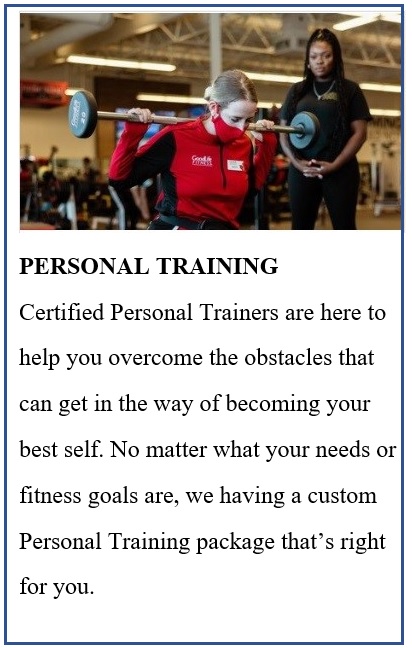 GoodLife
FITNESS
PERSONAL TRAINING
Certified Personal Trainers are here to
help you overcome the obstacles that
can get in the way of becoming your
best self. No matter what your needs or
fitness goals are, we having a custom
Personal Training package that’s right
for you.